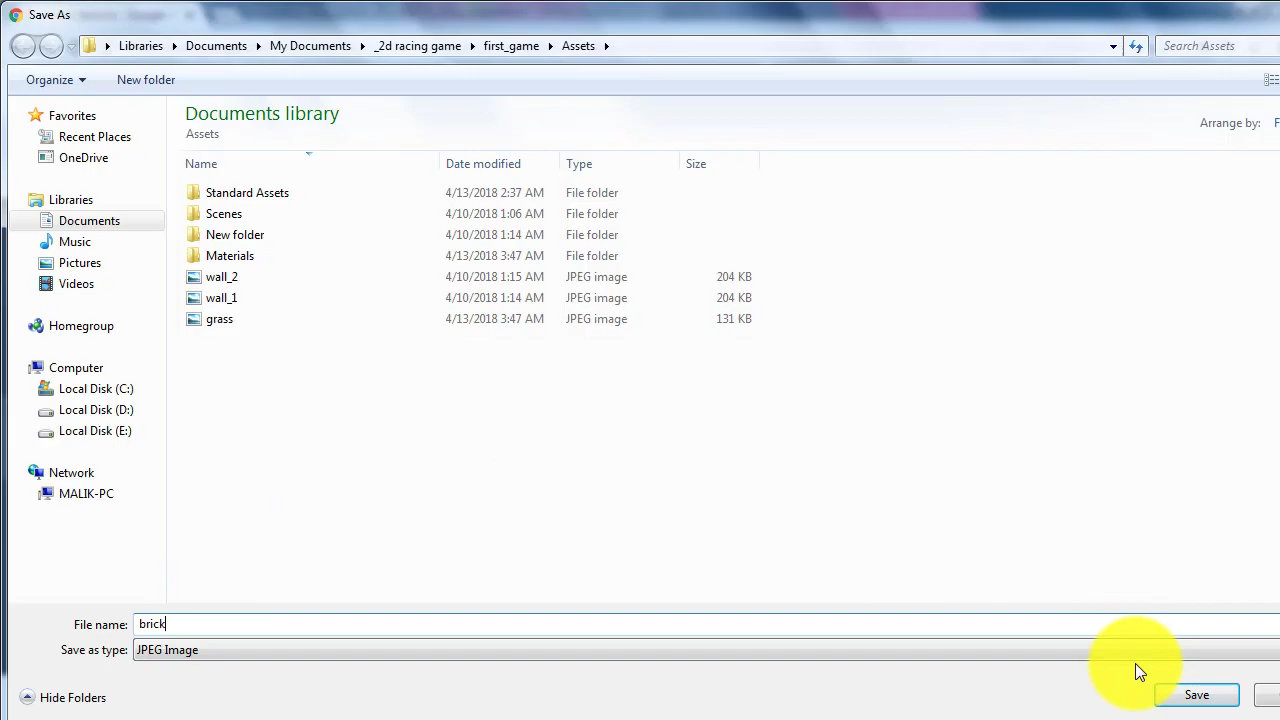 Save As
Libraries Documents My Documents _2d racing game first_game Assets Search Assets
Organize New folder
Documents library
Assets
Arrange by: F
Name Date modified Type Size
Standard Assets 4/13/2018 2:37 AM File folder
Scenes 4/10/2018 1:06 AM File folder
New folder 4/10/2018 1:14 AM File folder
Materials 4/13/2018 3:47 AM File folder
wall_2 4/10/2018 1:15 AM JPEG image 204 KB
wall_1 4/10/2018 1:14 AM JPEG image 204 KB
grass 4/13/2018 3:47 AM JPEG image 131 KB
Favorites
Recent Places
OneDrive
Libraries
Documents
Music
Pictures
Videos
Homegroup
Computer
Local Disk (C:)
Local Disk (D:)
Local Disk (E:)
Network
MALIK-PC
File name: brick
Save as type: JPEG Image
Hide Folders Save